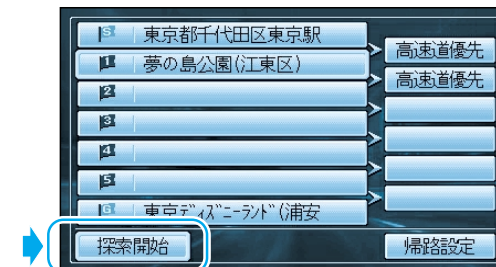 S 東京都千代田区東京駅
高速道優先
1 夢の島公園(江東区)
高速道優先
2
3
4
5
G 東京ディズニーランド(浦安
探索開始
帰路設定